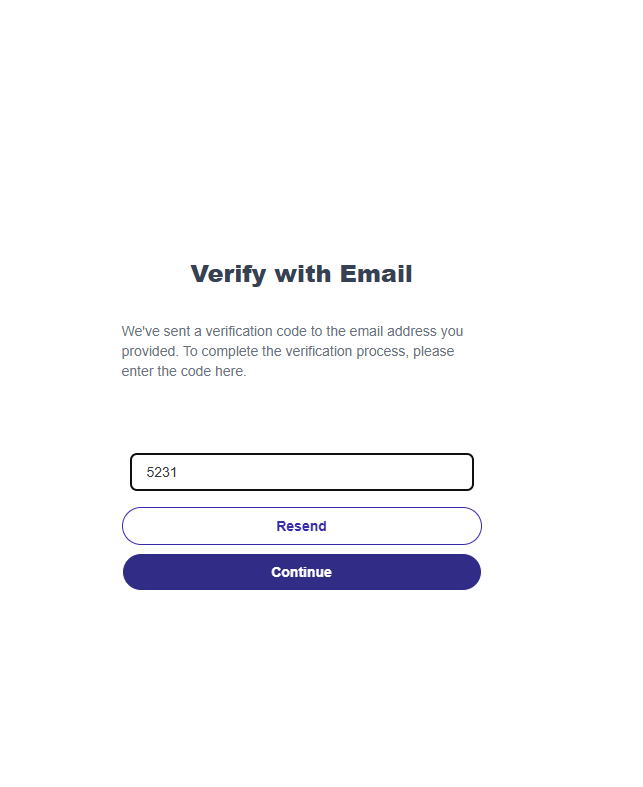 Verify with Email
We've sent a verification code to the email address you
provided. To complete the verification process, please
enter the code here.
5231
Resend
Continue